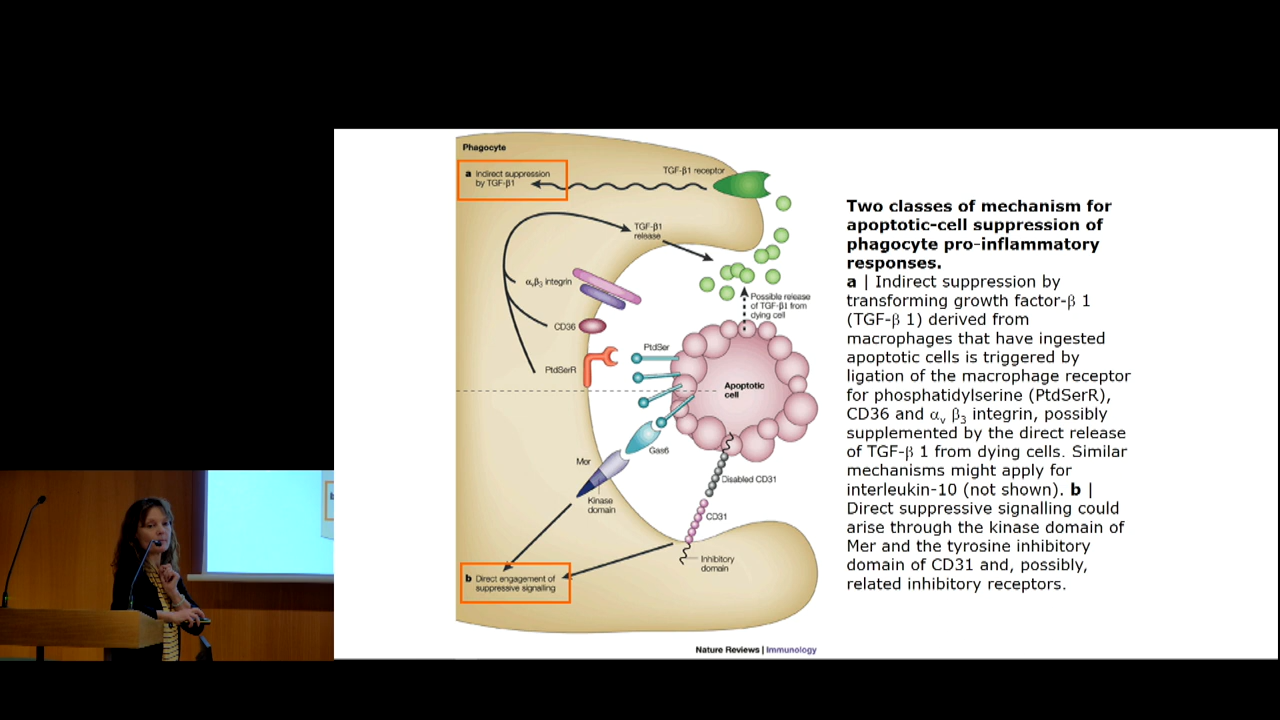 Phagocyte
a Indirect suppression
by TGF-β1
TGF-β1 receptor
TGF-β1
release
αvβ3 integrin
CD36
PtdSerR
PtdSer
Possible release
of TGF-β1 from
dying cell
Apoptotic
cell
Gas6
Mer
Kinase
domain
Disabled CD31
CD31
Inhibitory
domain
b Direct engagement of
suppressive signalling
Nature Reviews | Immunology
Two classes of mechanism for
apoptotic-cell suppression of
phagocyte pro-inflammatory
responses.
a | Indirect suppression by
transforming growth factor-β 1
(TGF-β 1) derived from
macrophages that have ingested
apoptotic cells is triggered by
ligation of the macrophage receptor
for phosphatidylserine (PtdSerR),
CD36 and αv β3 integrin, possibly
supplemented by the direct release
of TGF-β 1 from dying cells. Similar
mechanisms might apply for
interleukin-10 (not shown). b |
Direct suppressive signalling could
arise through the kinase domain of
Mer and the tyrosine inhibitory
domain of CD31 and, possibly,
related inhibitory receptors.